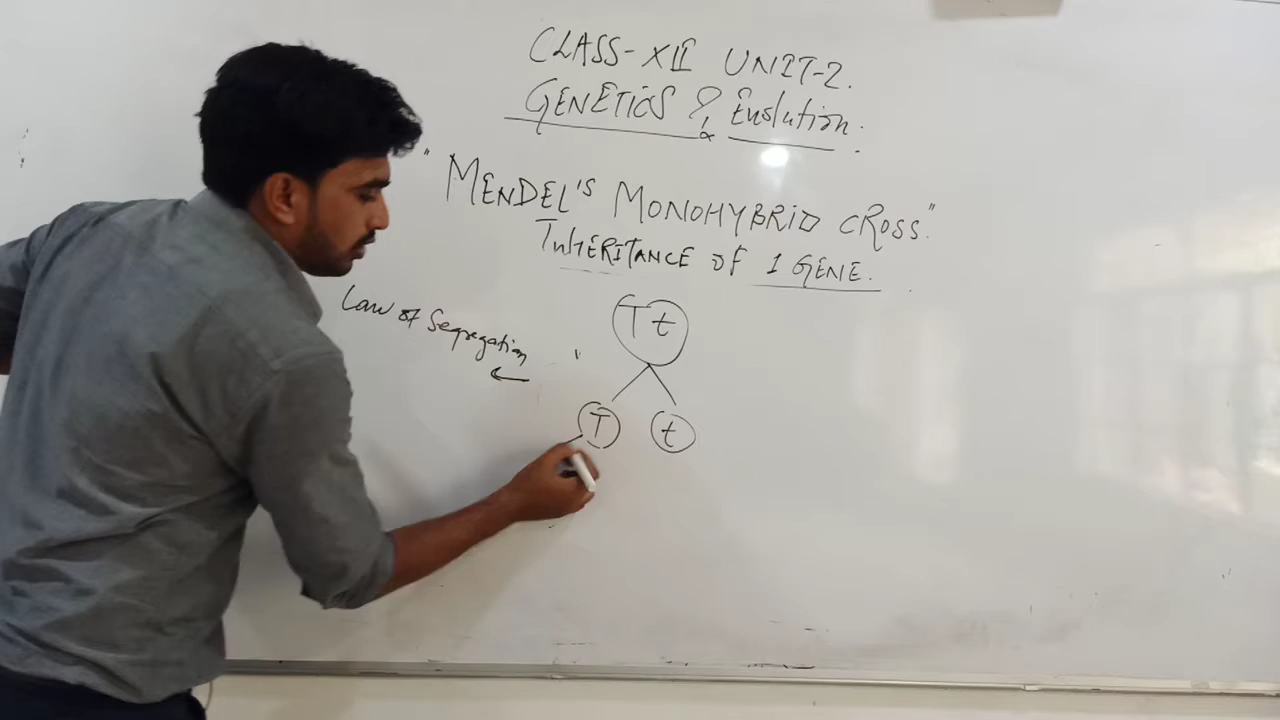 CLASS-XII UNIT-2.
GENETICS & Evolution.
"MENDEL'S MONOHYBRID CROSS".
INHERITANCE OF 1 GENE.
Law of Segregation
Tt
T t